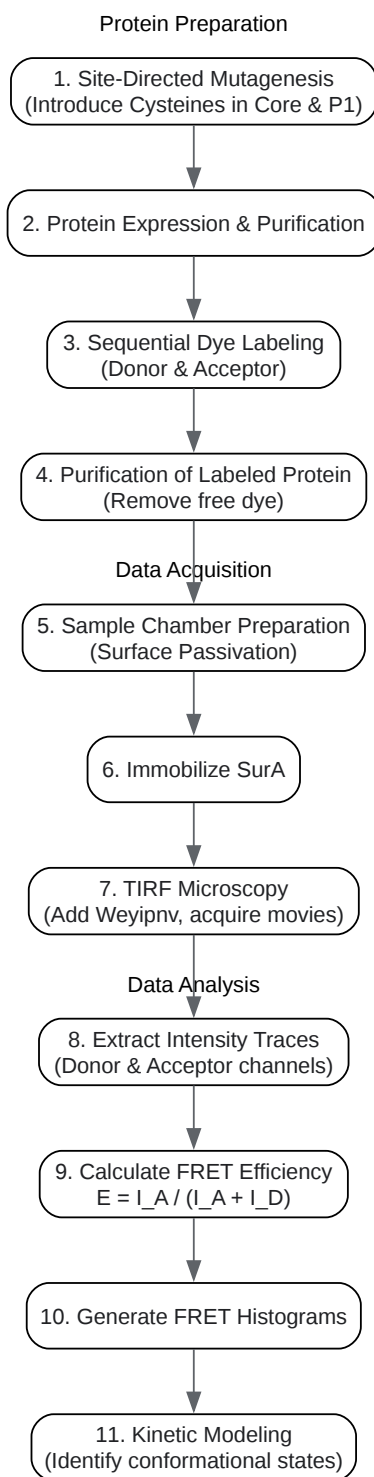 Protein Preparation
1. Site-Directed Mutagenesis
(Introduce Cysteines in Core & P1)
2. Protein Expression & Purification
3. Sequential Dye Labeling
(Donor & Acceptor)
4. Purification of Labeled Protein
(Remove free dye)
Data Acquisition
5. Sample Chamber Preparation
(Surface Passivation)
6. Immobilize SurA
7. TIRF Microscopy
(Add Weyipnv, acquire movies)
Data Analysis
8. Extract Intensity Traces
(Donor & Acceptor channels)
9. Calculate FRET Efficiency
E = I_A / (I_A + I_D)
10. Generate FRET Histograms
11. Kinetic Modeling
(Identify conformational states)